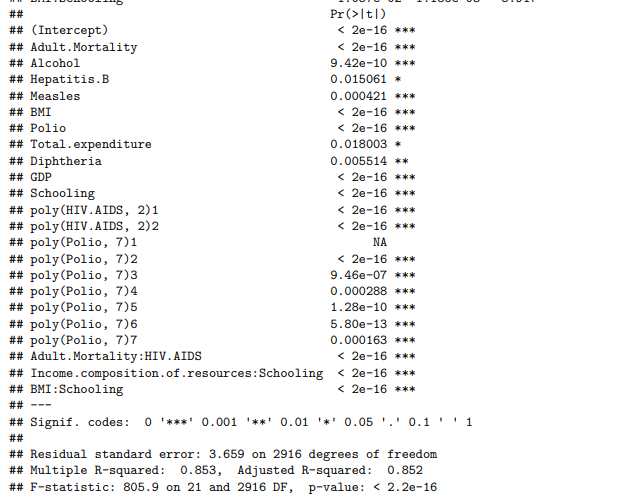 ##                                        Pr(>|t|)
## (Intercept)                             < 2e-16 ***
## Adult.Mortality                         < 2e-16 ***
## Alcohol                                9.42e-10 ***
## Hepatitis.B                            0.015061 *
## Measles                                0.000421 ***
## BMI                                     < 2e-16 ***
## Polio                                   < 2e-16 ***
## Total.expenditure                      0.018003 *
## Diphtheria                             0.005514 **
## GDP                                     < 2e-16 ***
## Schooling                               < 2e-16 ***
## poly(HIV.AIDS, 2)1                      < 2e-16 ***
## poly(HIV.AIDS, 2)2                      < 2e-16 ***
## poly(Polio, 7)1                              NA
## poly(Polio, 7)2                         < 2e-16 ***
## poly(Polio, 7)3                        9.46e-07 ***
## poly(Polio, 7)4                        0.000288 ***
## poly(Polio, 7)5                        1.28e-10 ***
## poly(Polio, 7)6                        5.80e-13 ***
## poly(Polio, 7)7                        0.000163 ***
## Adult.Mortality:HIV.AIDS                < 2e-16 ***
## Income.composition.of.resources:Schooling  < 2e-16 ***
## BMI:Schooling                           < 2e-16 ***
## ---
## Signif. codes:  0 '***' 0.001 '**' 0.01 '*' 0.05 '.' 0.1 ' ' 1
##
## Residual standard error: 3.659 on 2916 degrees of freedom
## Multiple R-squared:  0.853, Adjusted R-squared:  0.852
## F-statistic: 805.9 on 21 and 2916 DF,  p-value: < 2.2e-16